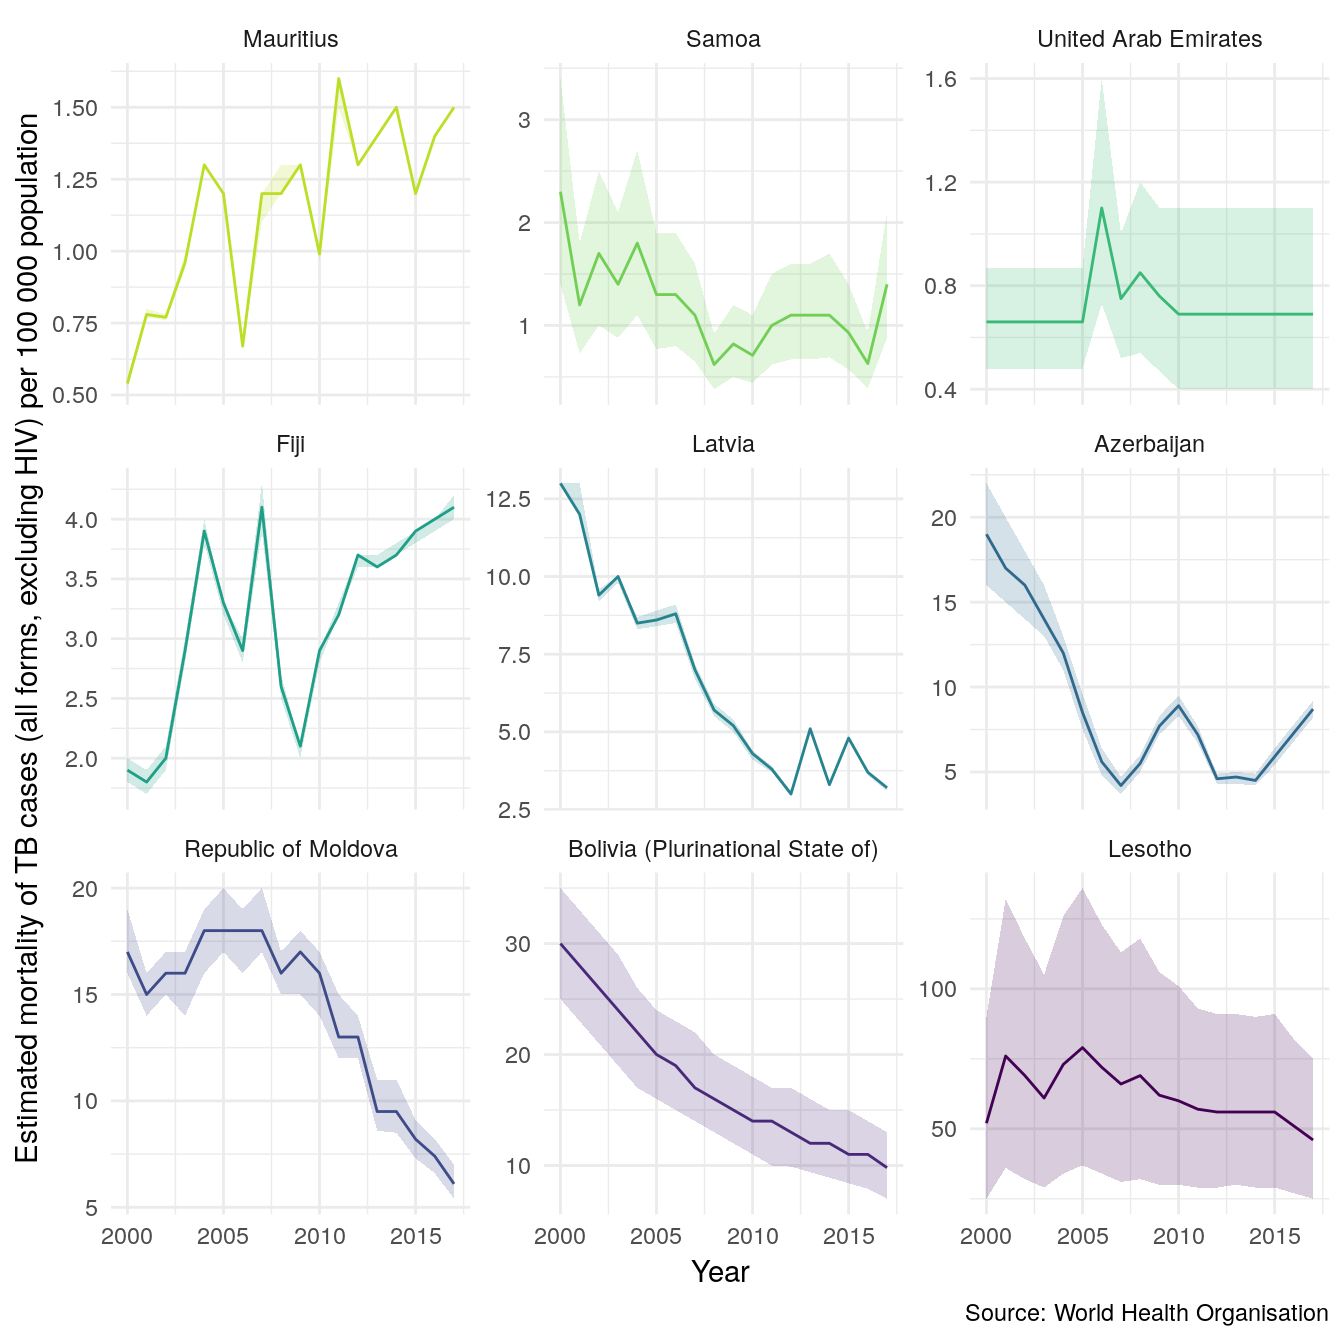 Mauritius
Samoa
United Arab Emirates
1.50
1.25
1.00
0.75
0.50
3
2
1
1.6
1.2
0.8
0.4
Fiji
Latvia
Azerbaijan
4.0
3.5
3.0
2.5
2.0
12.5
10.0
7.5
5.0
2.5
20
15
10
5
Republic of Moldova
Bolivia (Plurinational State of)
Lesotho
20
15
10
5
30
20
10
100
50
2000 2005 2010 2015
2000 2005 2010 2015
2000 2005 2010 2015
Estimated mortality of TB cases (all forms, excluding HIV) per 100 000 population
Year
Source: World Health Organisation